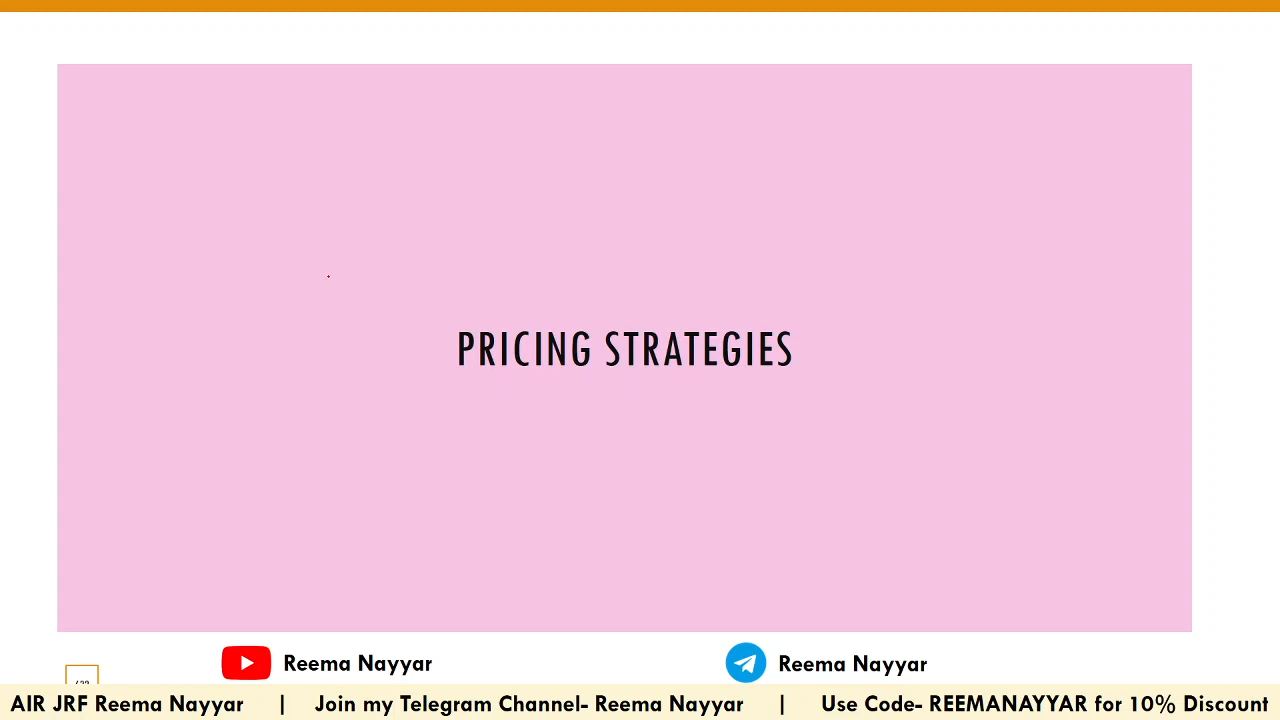 PRICING STRATEGIES
Reema Nayyar
Reema Nayyar
AIR JRF Reema Nayyar | Join my Telegram Channel- Reema Nayyar | Use Code- REEMANAYYAR for 10% Discount